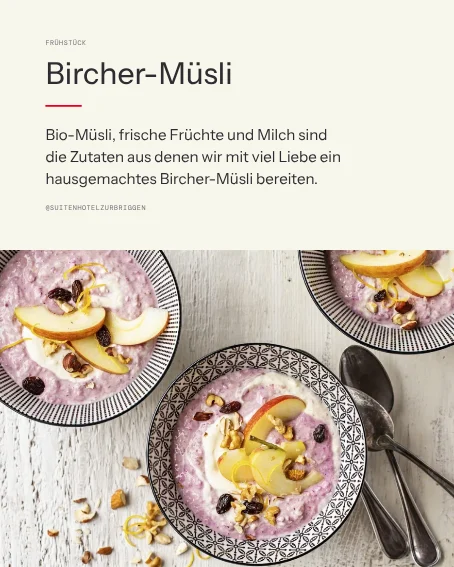 FRÜHSTÜCK
Bircher-Müsli
Bio-Müsli, frische Früchte und Milch sind
die Zutaten aus denen wir mit viel Liebe ein
hausgemachtes Bircher-Müsli bereiten.
@SUITENHOTELZURBRIGGEN